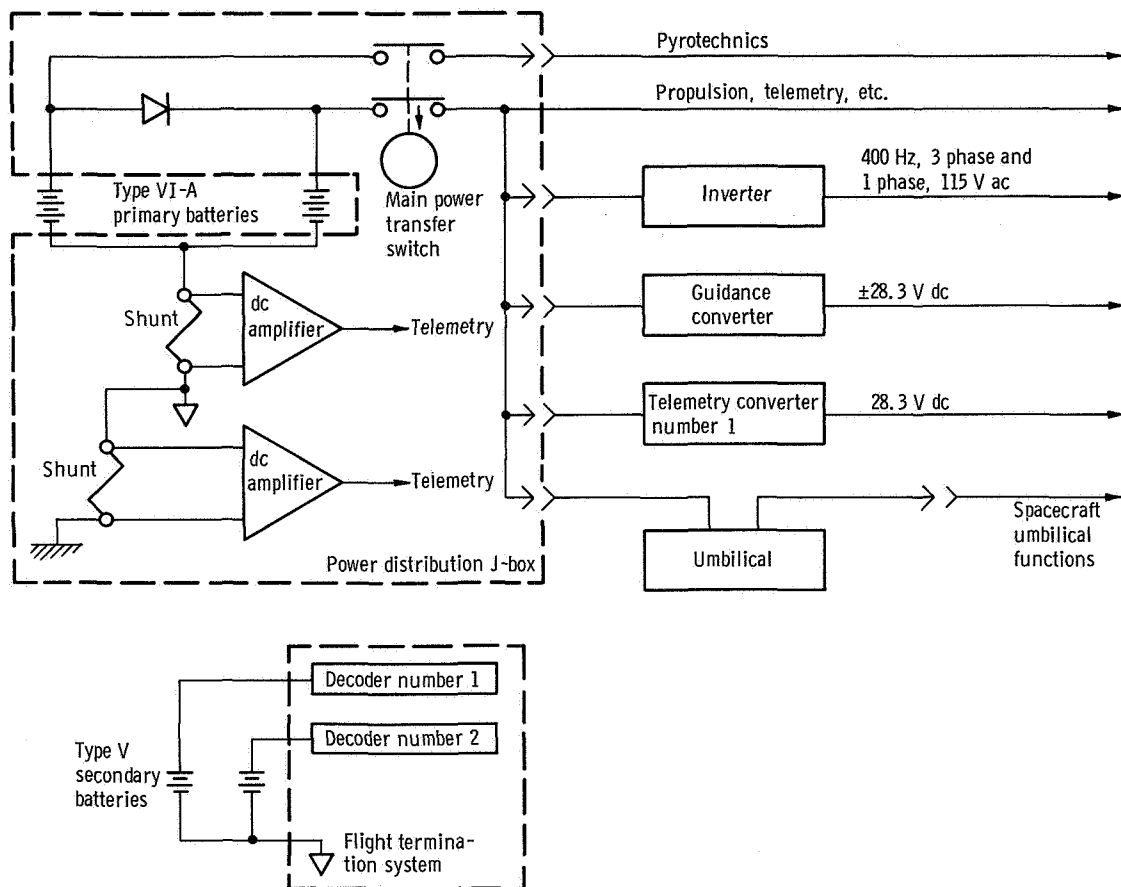 Pyrotechnics
Propulsion, telemetry, etc.
Type VI-A
primary batteries
Main power
transfer
switch
Inverter
400 Hz, 3 phase and
1 phase, 115 V ac
Shunt
dc
amplifier
Telemetry
Guidance
converter
±28.3 V dc
Telemetry converter
number 1
28.3 V dc
Shunt
dc
amplifier
Telemetry
Umbilical
Spacecraft
umbilical
functions
Power distribution J-box
Decoder number 1
Decoder number 2
Type V
secondary
batteries
Flight termina-
tion system